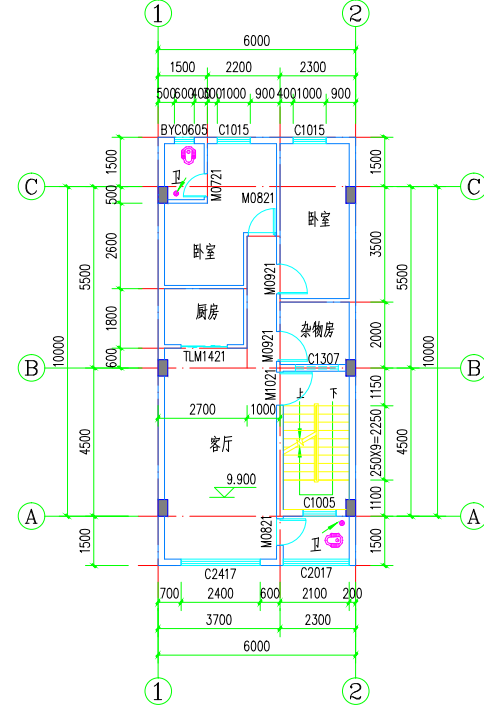 1 2
6000
1500 2200 2300
500 600 400 300 1000 900 400 1000 900
BYC0605 C1015 C1015
1500 卫 M0721 1500
C C
500 M0821
卧室 卧室
5500 2600 M0921 3500 5500
厨房
1800 杂物房
10000 M0921 2000 10000
600 TLM1421 C1307
B B
M1021 1150
2700 1000 上 下
客厅
4500 250X9=2250 4500
9.900
1100
C1005
A A
M0821
1500 卫 1500
C2417 C2017
700 2400 600 2100 200
3700 2300
6000
1 2